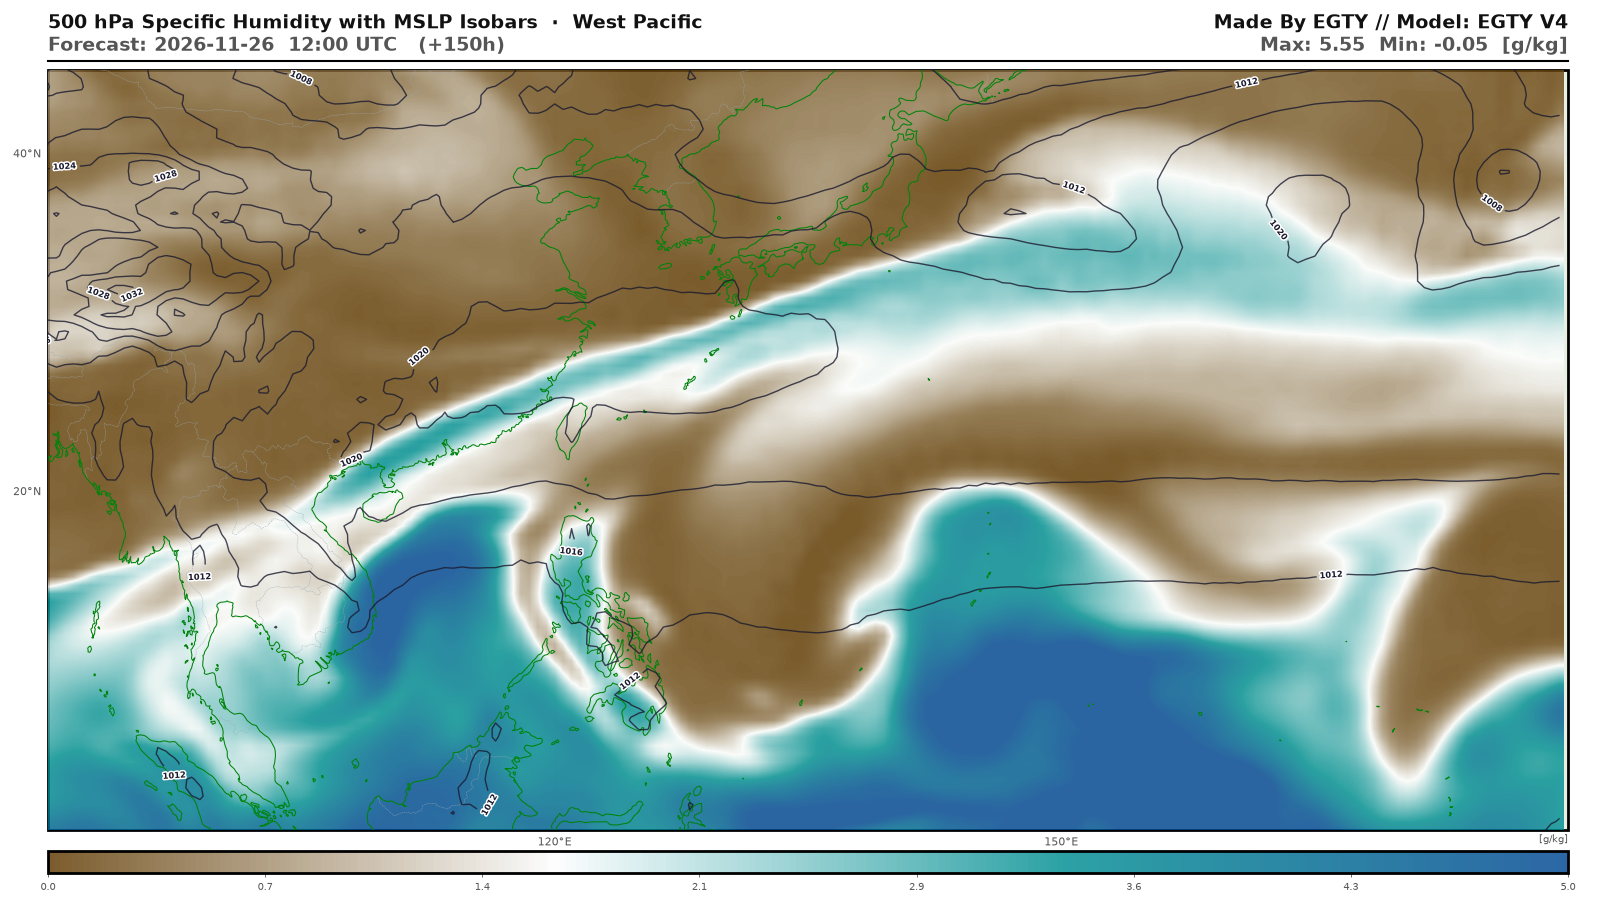 500 hPa Specific Humidity with MSLP Isobars · West Pacific
Made By EGTY // Model: EGTY V4
Forecast: 2026-11-26 12:00 UTC (+150h)
Max: 5.55 Min: -0.05 [g/kg]
1008
1012
40°N
1024
1028
1012
1008
1020
1028
1032
1020
1020
20°N
1016
1012
1012
1012
1012
1012
120°E
150°E
[g/kg]
0.0
0.7
1.4
2.1
2.9
3.6
4.3
5.0